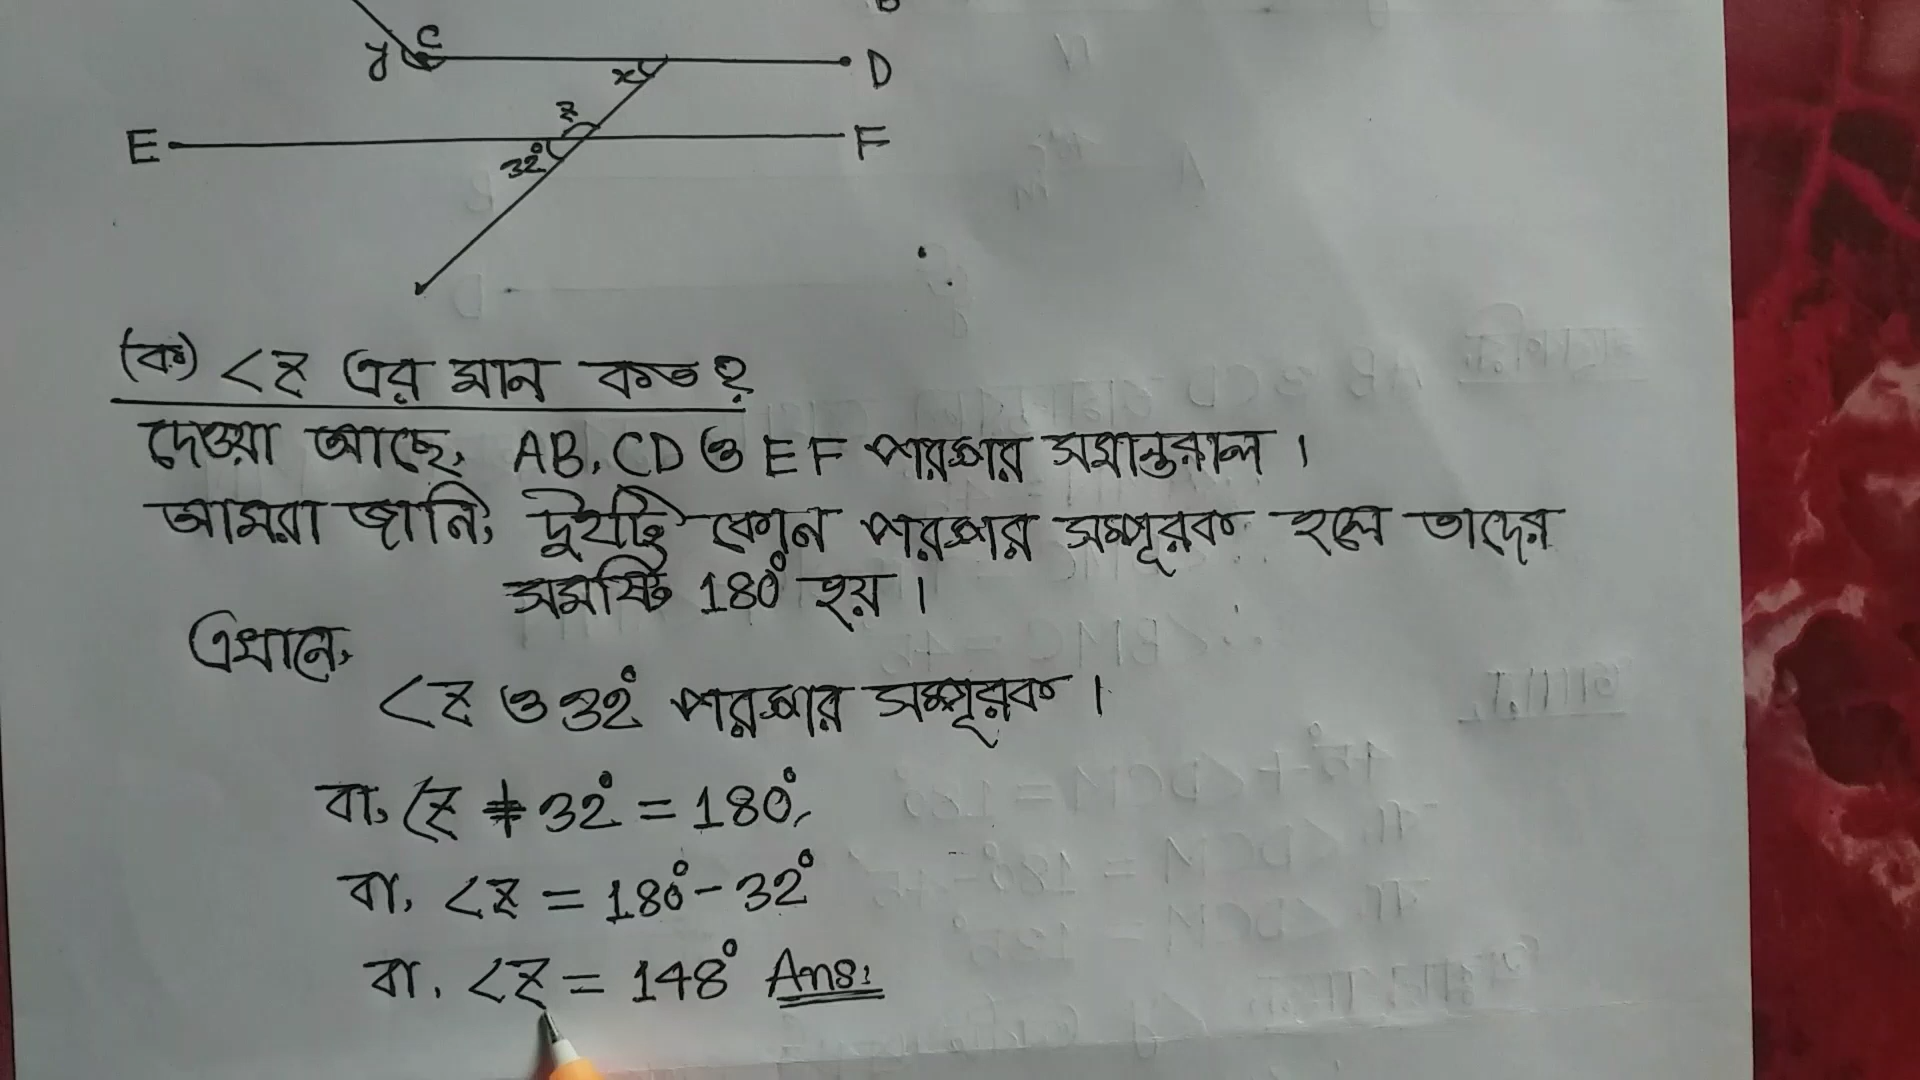 B
y C
x D
z
E F
32°
(ক) <z এর মান কত?
দেওয়া আছে, AB, CD ও EF পরস্পর সমান্তরাল।
আমরা জানি, দুইটি কোন পরস্পর সম্পূরক হলে তাদের
সমষ্টি 180° হয়।
এখানে,
<z ও 32° পরস্পর সম্পূরক।
বা, <z + 32° = 180°,
বা, <z = 180° - 32°
বা, <z = 148° Ans: